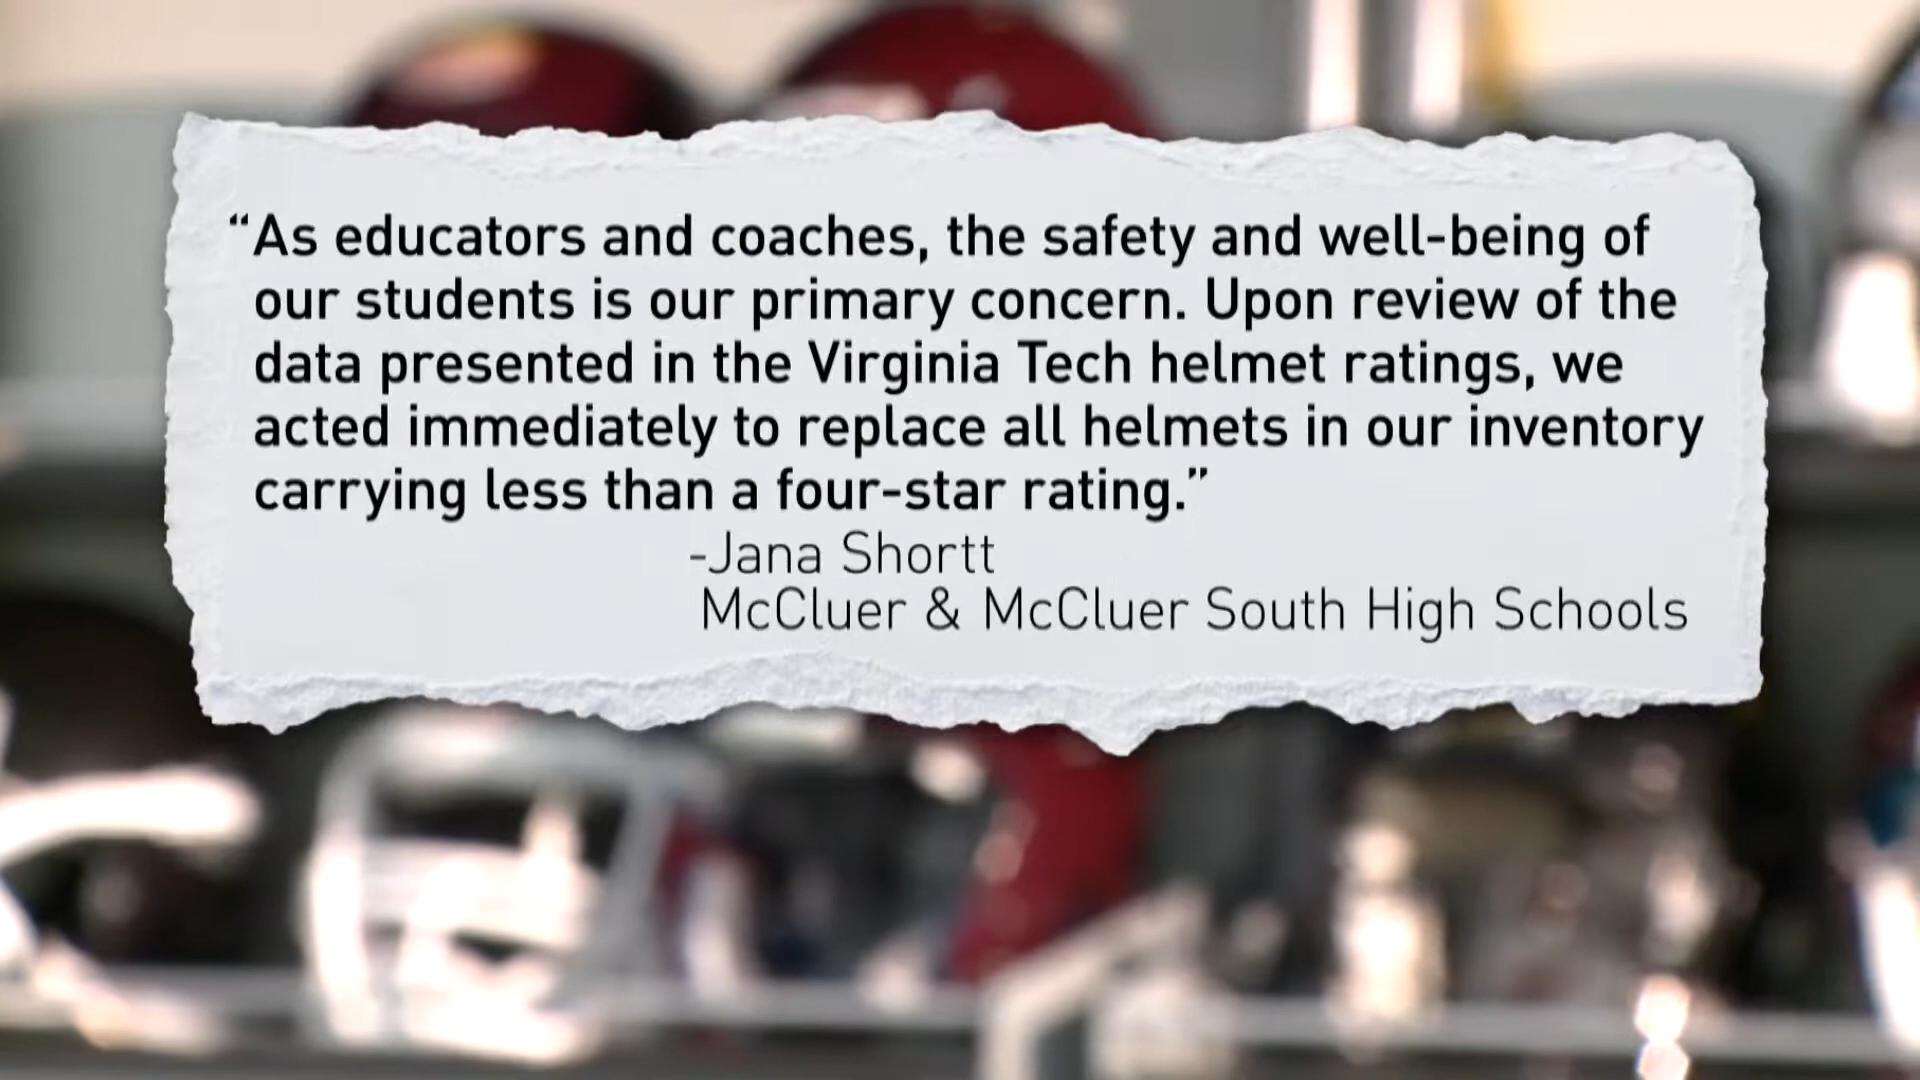 “As educators and coaches, the safety and well-being of
our students is our primary concern. Upon review of the
data presented in the Virginia Tech helmet ratings, we
acted immediately to replace all helmets in our inventory
carrying less than a four-star rating.”
-Jana Shortt
McCluer & McCluer South High Schools